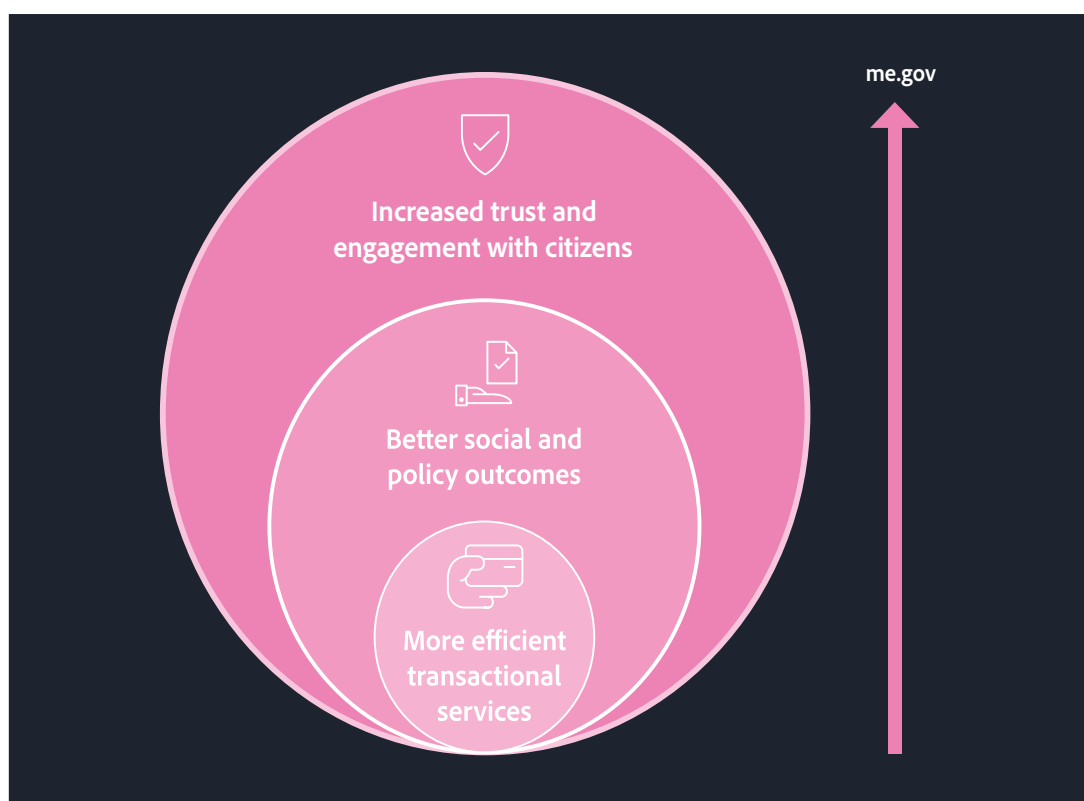 me.gov
Increased trust and
engagement with citizens
Better social and
policy outcomes
More efficient
transactional
services